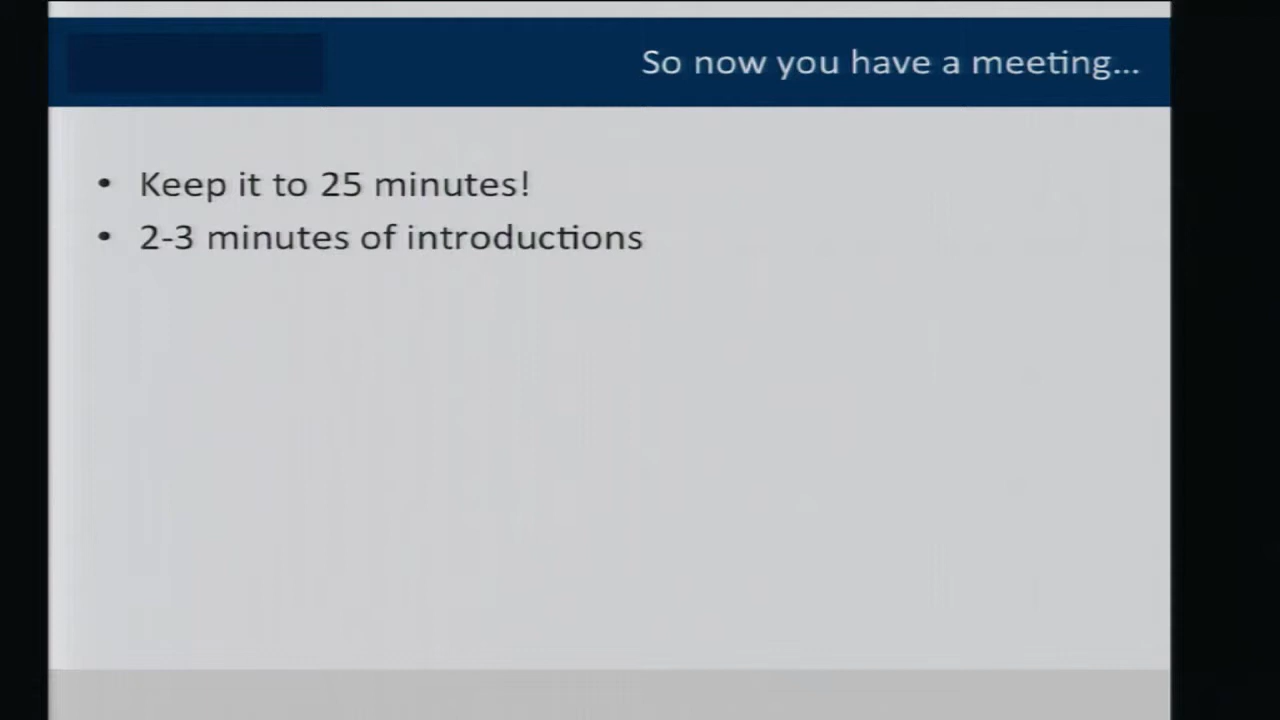 So now you have a meeting...
• Keep it to 25 minutes!
• 2-3 minutes of introductions